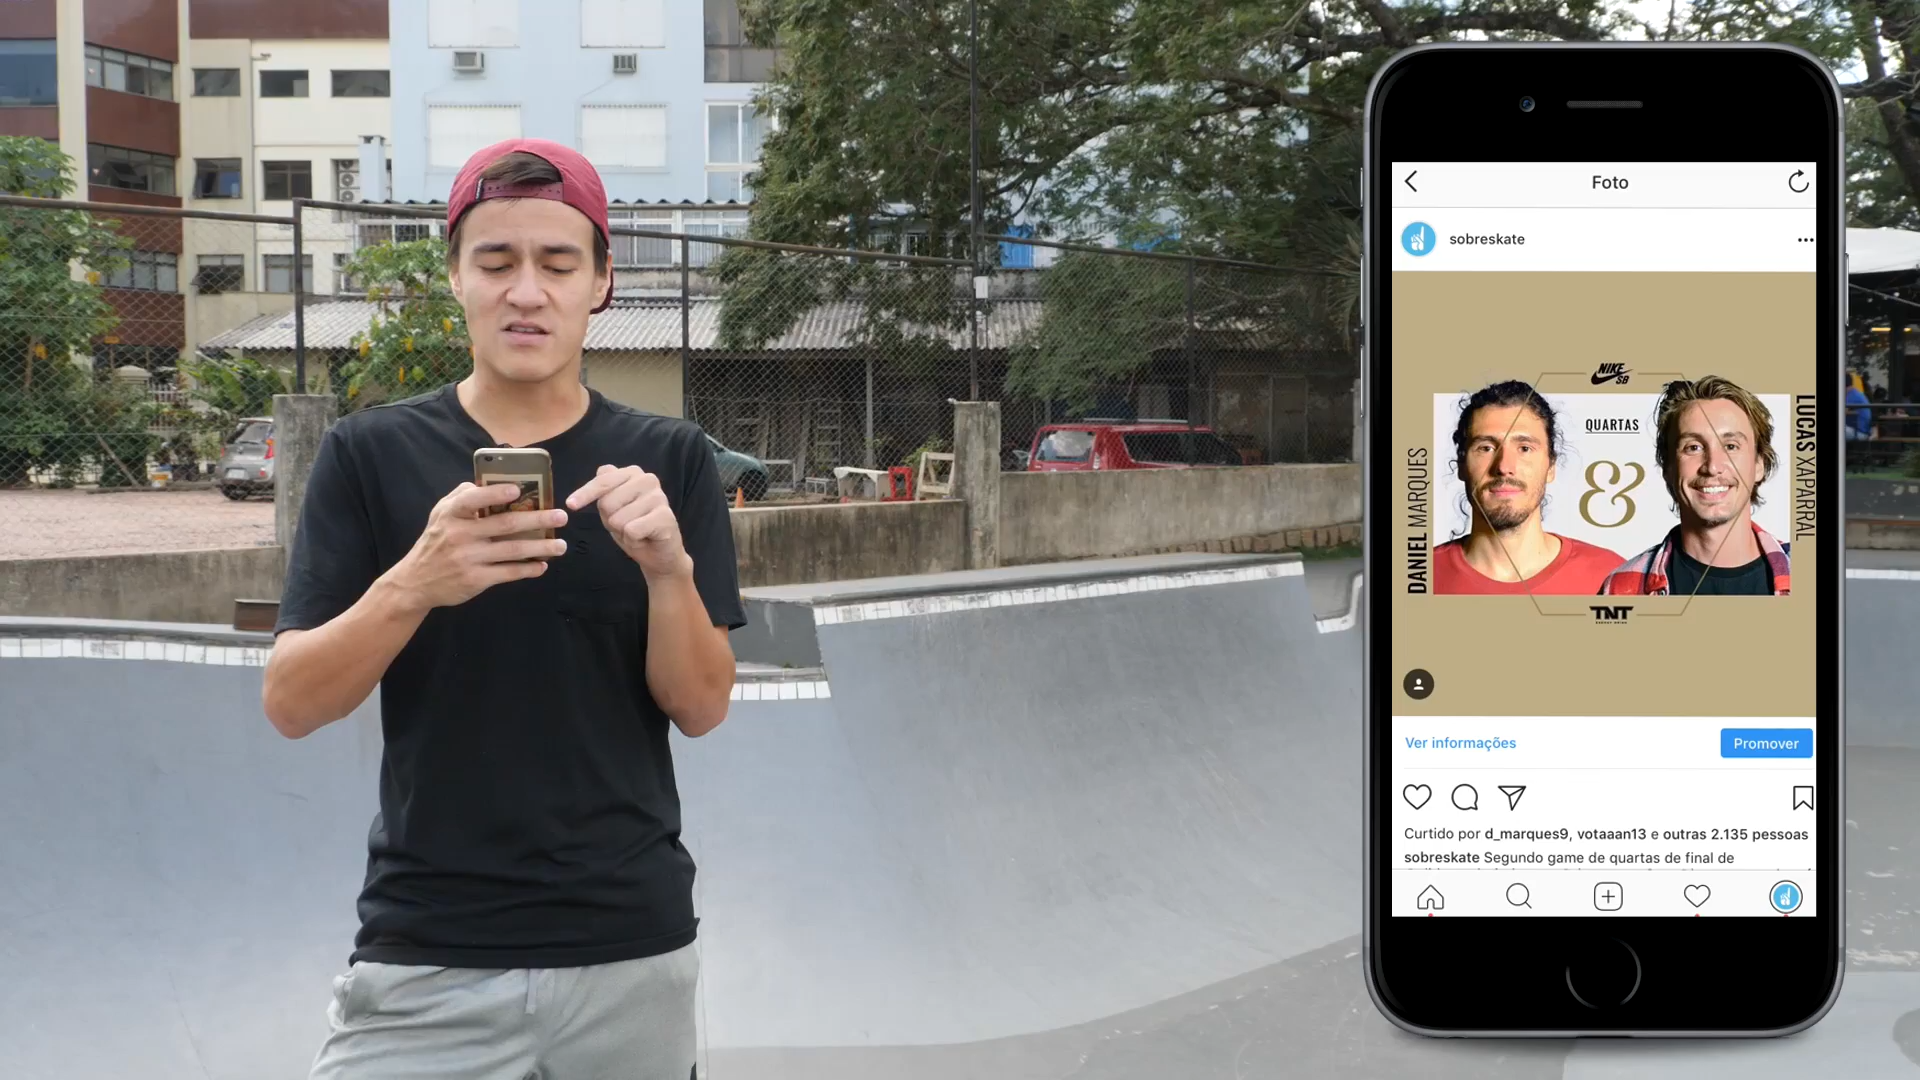 Foto
sobreskate
NIKE SB
QUARTAS
&
DANIEL MARQUES
LUCAS XAPARRAL
TNT
Ver informações
Promover
Curtido por d_marques9, votaaan13 e outras 2.135 pessoas
sobreskate Segundo game de quartas de final de